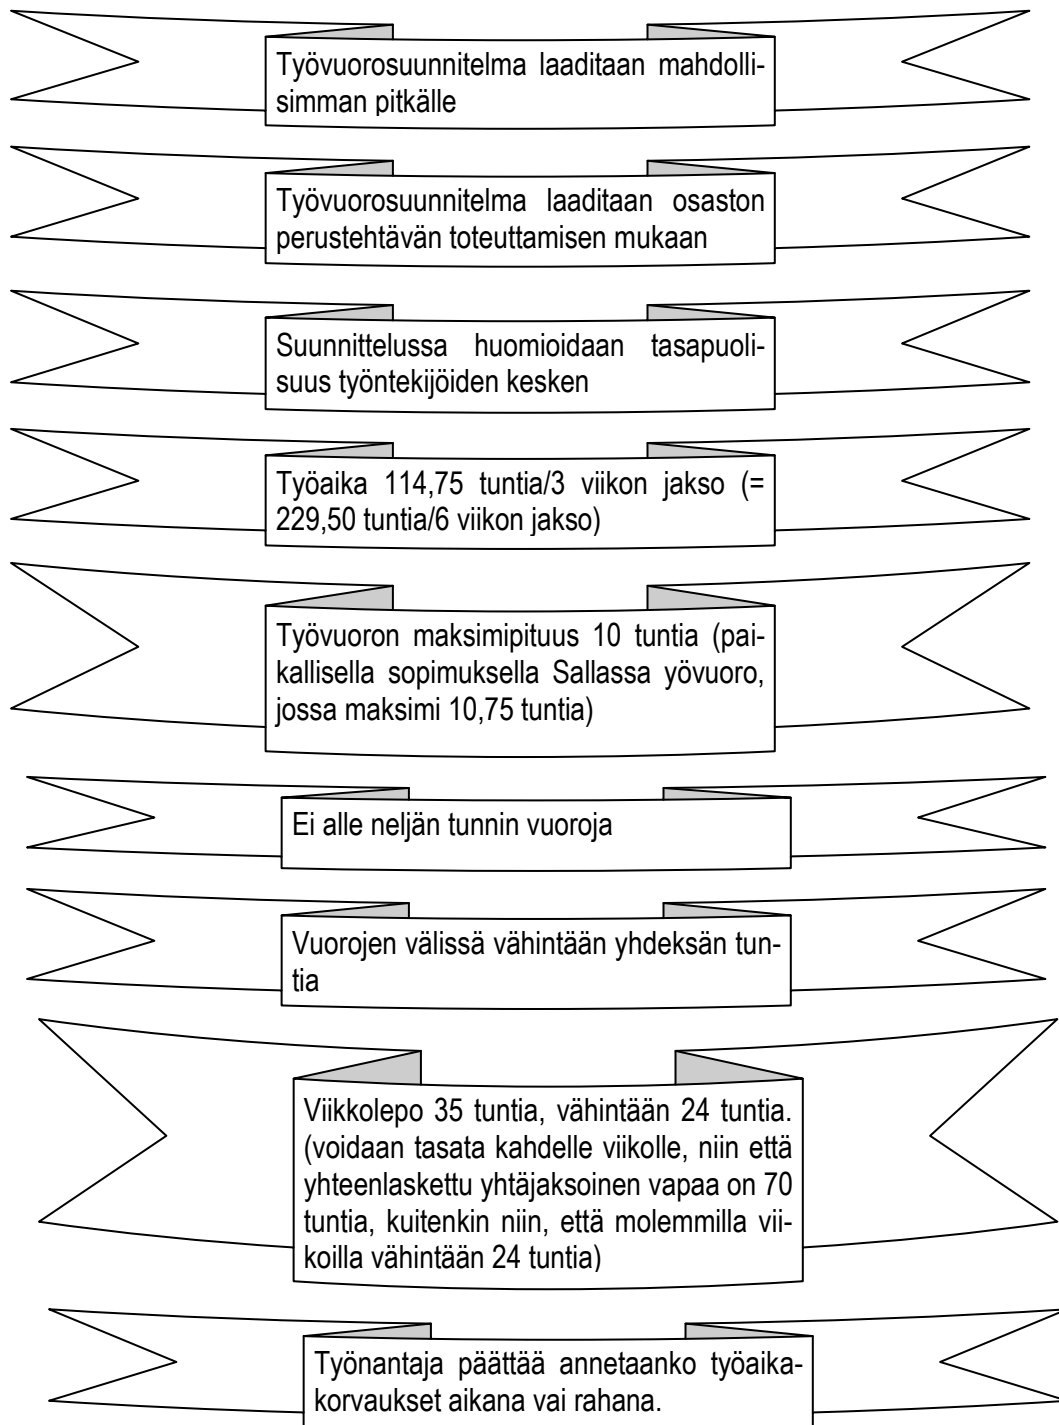 Työvuorosuunnitelma laaditaan mahdolli-
simman pitkälle
Työvuorosuunnitelma laaditaan osaston
perustehtävän toteuttamisen mukaan
Suunnittelussa huomioidaan tasapuoli-
suus työntekijöiden kesken
Työaika 114,75 tuntia/3 viikon jakso (=
229,50 tuntia/6 viikon jakso)
Työvuoron maksimipituus 10 tuntia (pai-
kallisella sopimuksella Sallassa yövuoro,
jossa maksimi 10,75 tuntia)
Ei alle neljän tunnin vuoroja
Vuorojen välissä vähintään yhdeksän tun-
tia
Viikkolepo 35 tuntia, vähintään 24 tuntia.
(voidaan tasata kahdelle viikolle, niin että
yhteenlaskettu yhtäjaksoinen vapaa on 70
tuntia, kuitenkin niin, että molemmilla vii-
koilla vähintään 24 tuntia)
Työnantaja päättää annetaanko työaika-
korvaukset aikana vai rahana.